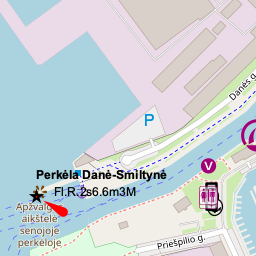 Danės g.
P
Perkėla Danė-Smiltynė
Fl.R.2s6.6m3M
V
Apžvalgos
aikštelė
senojoje
perkėloje
Priešpilio g.